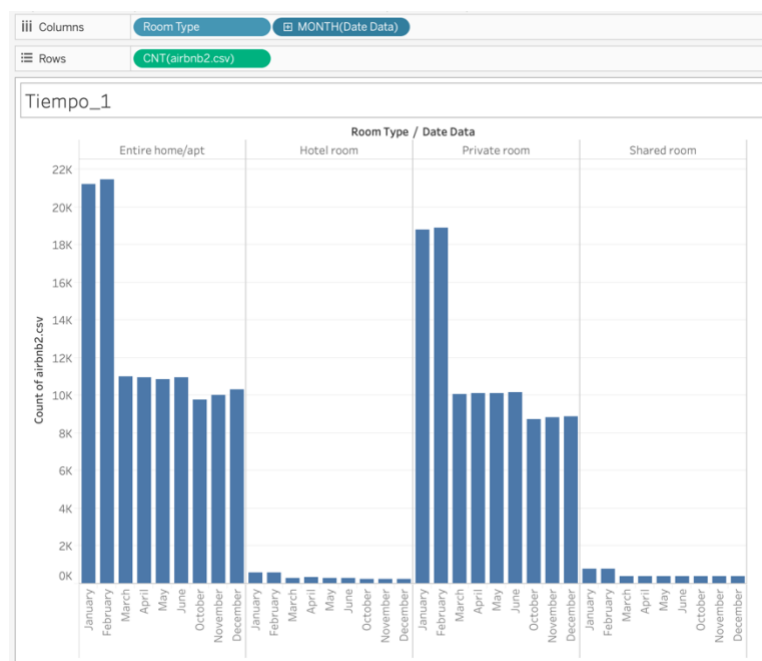 Columns Room Type MONTH(Date Data)
Rows CNT(airbnb2.csv)
Tiempo_1
Room Type / Date Data
Entire home/apt Hotel room Private room Shared room
22K
20K
18K
16K
14K
12K
10K
8K
6K
4K
2K
0K
Count of airbnb2.csv
January February March April May June October November December January February March April May June October November December January February March April May June October November December January February March April May June October November December